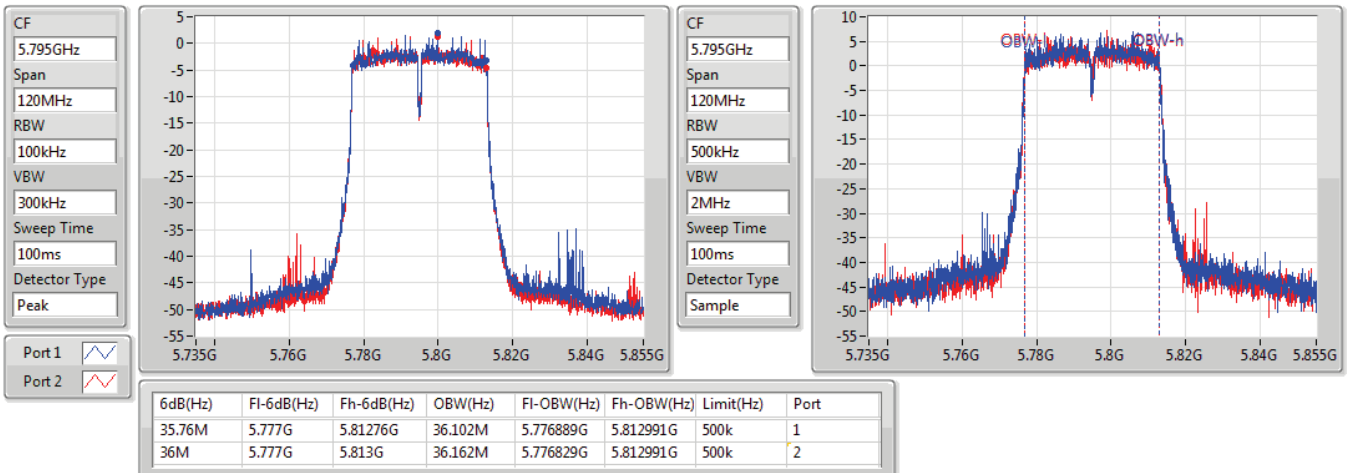 CF
5.795GHz
Span
120MHz
RBW
100kHz
VBW
300kHz
Sweep Time
100ms
Detector Type
Peak
Port 1
Port 2
5
0
-5
-10
-15
-20
-25
-30
-35
-40
-45
-50
-55
5.735G 5.76G 5.78G 5.8G 5.82G 5.84G 5.855G
CF
5.795GHz
Span
120MHz
RBW
500kHz
VBW
2MHz
Sweep Time
100ms
Detector Type
Sample
10
5
0
-5
-10
-15
-20
-25
-30
-35
-40
-45
-50
-55
OBW-l OBW-h
5.735G 5.76G 5.78G 5.8G 5.82G 5.84G 5.855G
6dB(Hz) Fl-6dB(Hz) Fh-6dB(Hz) OBW(Hz) Fl-OBW(Hz) Fh-OBW(Hz) Limit(Hz) Port
35.76M 5.777G 5.81276G 36.102M 5.776889G 5.812991G 500k 1
36M 5.777G 5.813G 36.162M 5.776829G 5.812991G 500k 2